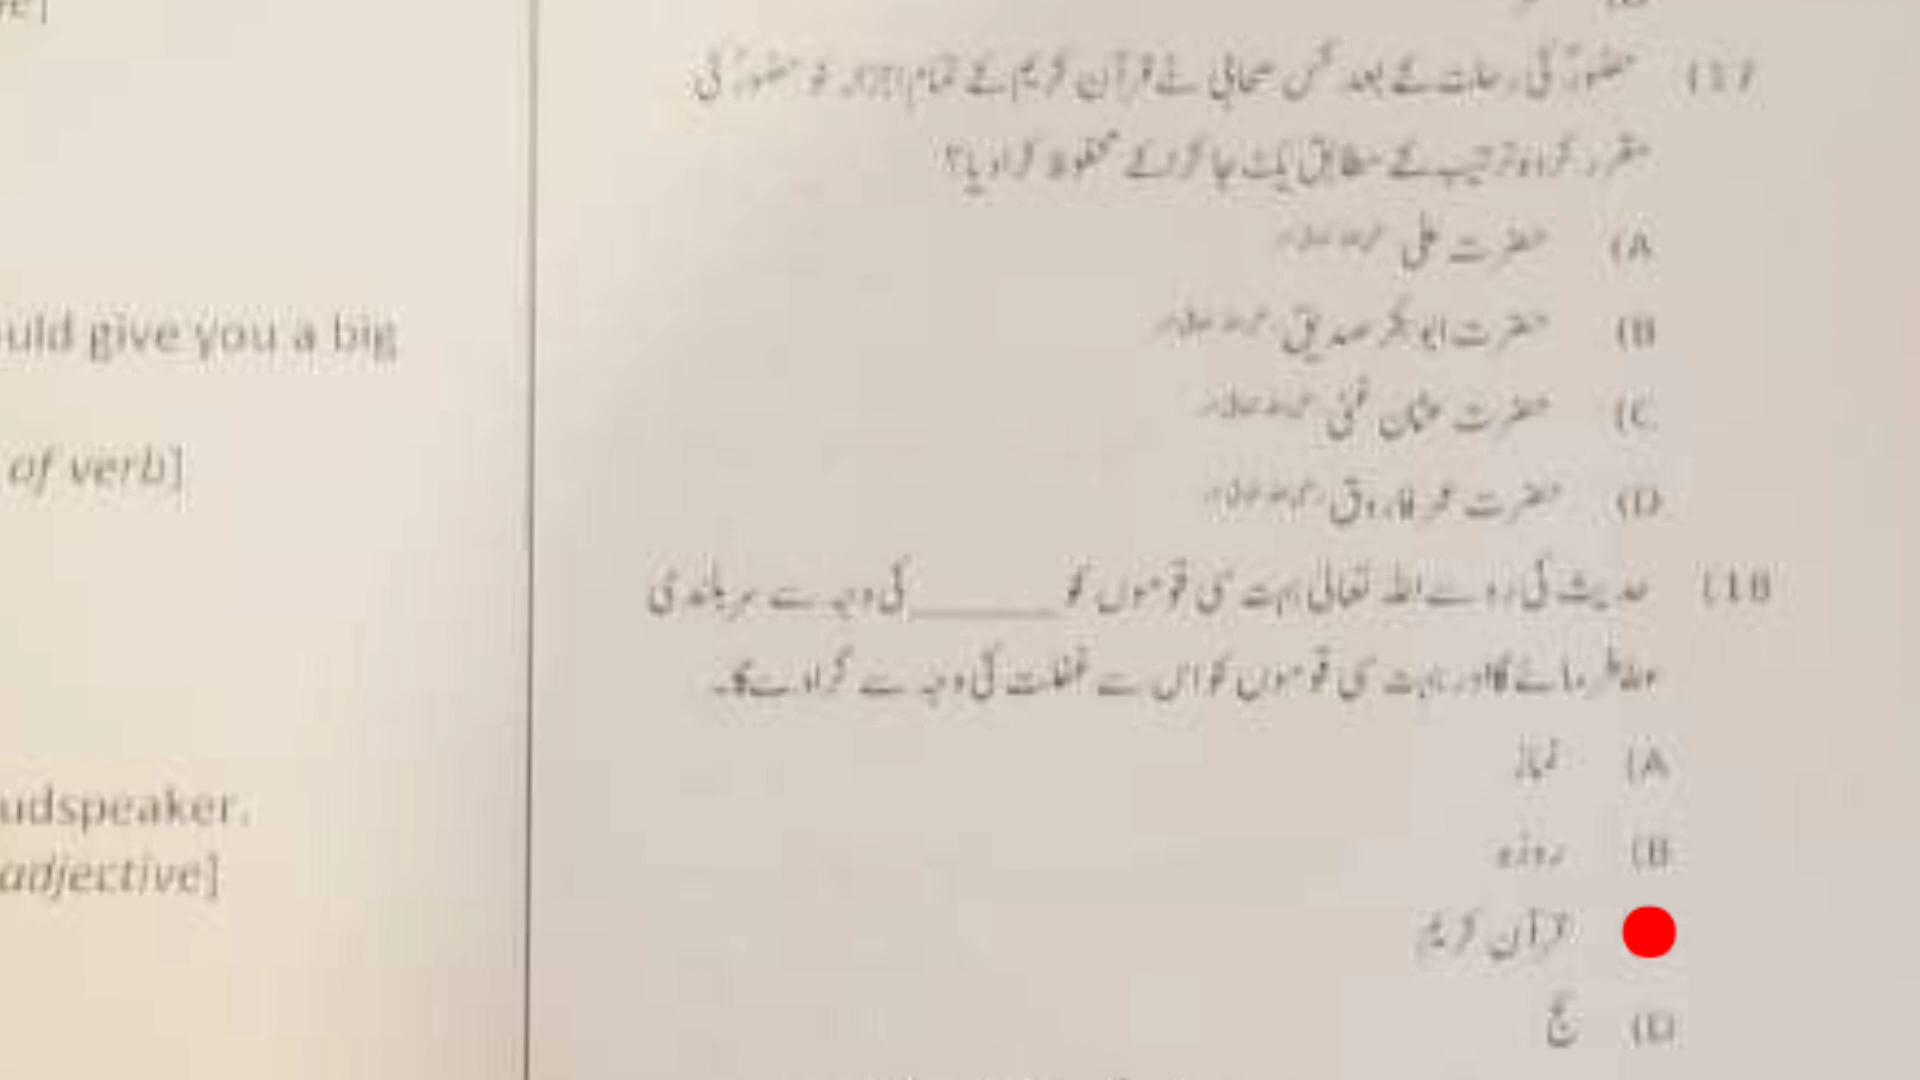 uld give you a big
of verb]
udspeaker.
adjective]
(17 حضورؐ کی رحلت کے بعد کس صحابی نے قرآن کریم کے تمام اجزاء کو حضورؐ کی
مقرر کردہ ترتیب کے مطابق یک جا کرا کے محفوظ کرا دیا؟
(A حضرت علی
(B حضرت ابو بکر صدیق
(C حضرت عثمان غنی
(D حضرت عمر فاروق
(18 حدیث کی رو سے اللہ تعالیٰ بہت سی قوموں کو ______ کی وجہ سے سربلندی
عطا فرمائے گا اور بہت سی قوموں کو اس سے غفلت کی وجہ سے گرا دے گا۔
(A نماز
(B روزہ
قرآن کریم
(D حج